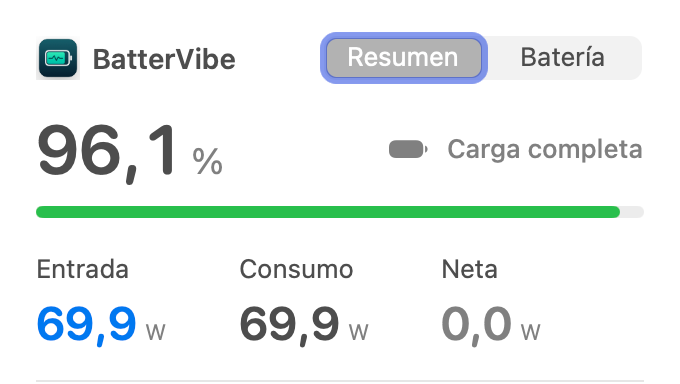 BatterVibe Resumen Batería
96,1 % Carga completa
Entrada Consumo Neta
69,9 W 69,9 W 0,0 W